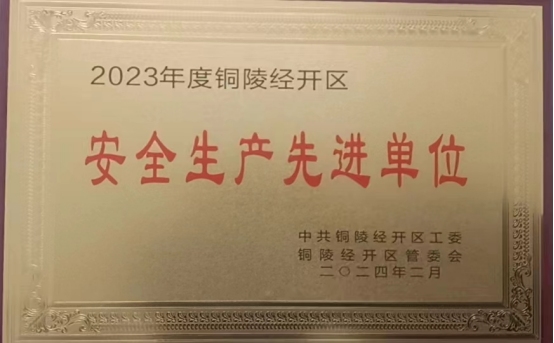 2023年度铜陵经开区
安全生产先进单位
中共铜陵经开区工委
铜陵经开区管委会
二〇二四年二月